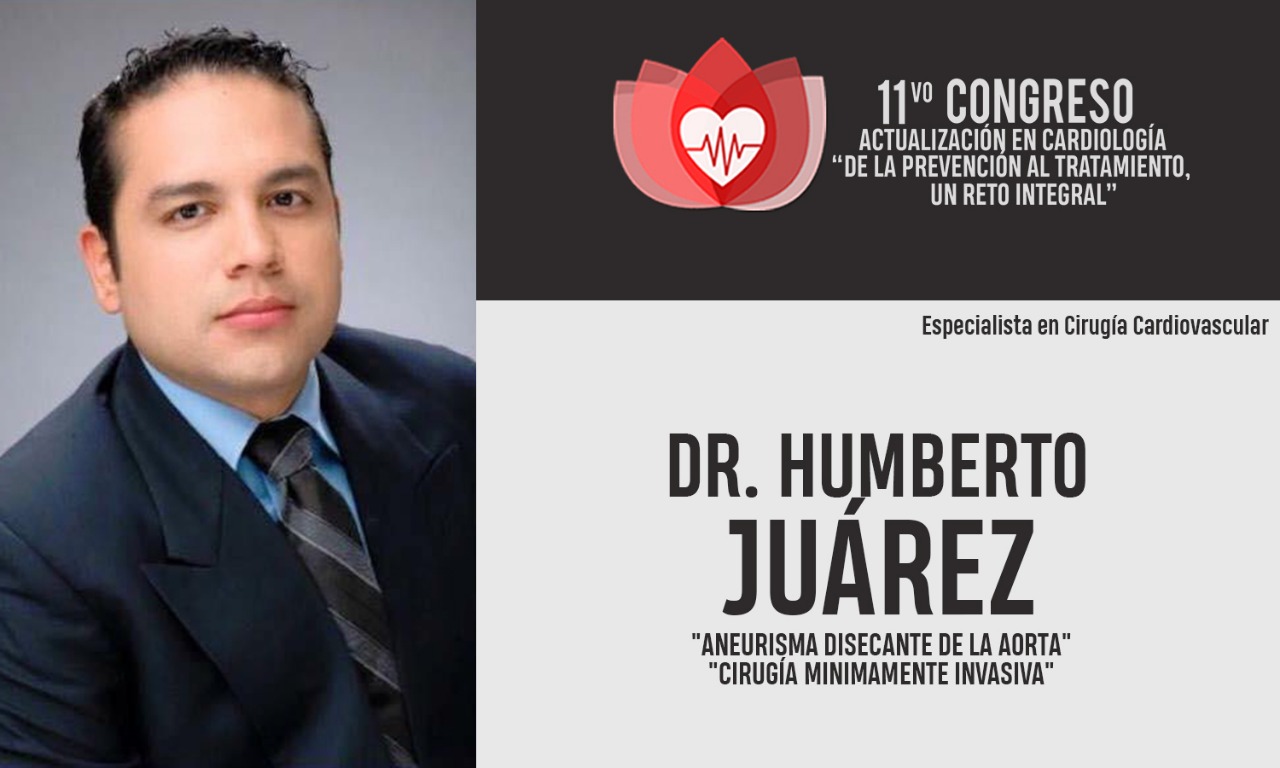 11VO CONGRESO
ACTUALIZACIÓN EN CARDIOLOGÍA
“DE LA PREVENCIÓN AL TRATAMIENTO,
UN RETO INTEGRAL”
Especialista en Cirugía Cardiovascular
DR. HUMBERTO
JUÁREZ
"ANEURISMA DISECANTE DE LA AORTA"
"CIRUGÍA MINIMAMENTE INVASIVA"